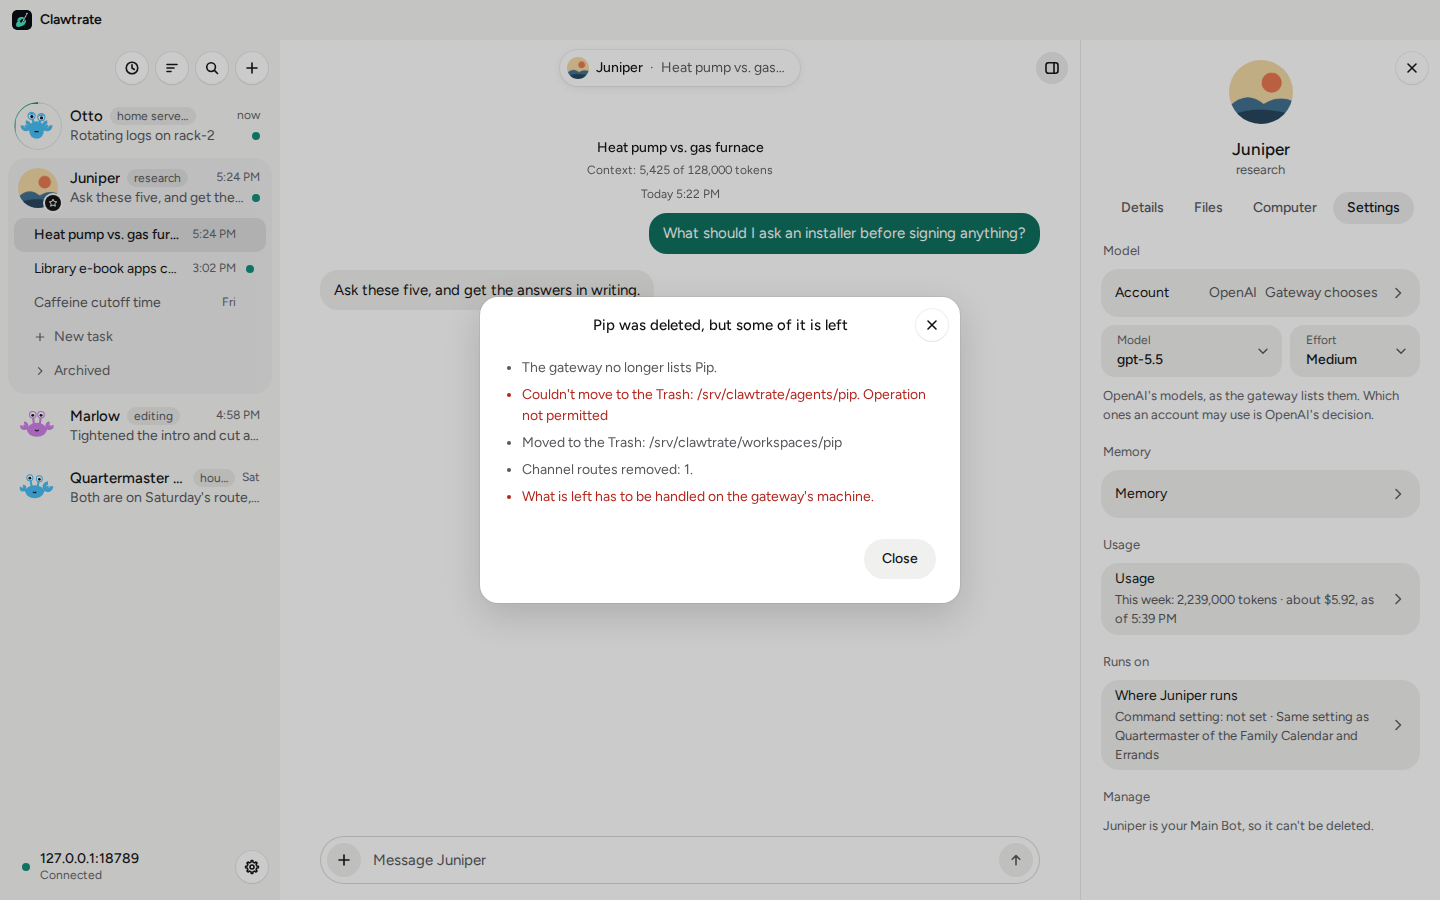 Clawtrate
Otto
home serve...
now
Rotating logs on rack-2
Juniper
research
5:24 PM
Ask these five, and get the...
Heat pump vs. gas fur...
5:24 PM
Library e-book apps c...
3:02 PM
Caffeine cutoff time
Fri
New task
Archived
Marlow
editing
4:58 PM
Tightened the intro and cut a...
Quartermaster ...
hou...
Sat
Both are on Saturday's route,...
127.0.0.1:18789
Connected
Juniper · Heat pump vs. gas...
Heat pump vs. gas furnace
Context: 5,425 of 128,000 tokens
Today 5:22 PM
What should I ask an installer before signing anything?
Ask these five, and get the answers in writing.
Pip was deleted, but some of it is left
• The gateway no longer lists Pip.
• Couldn't move to the Trash: /srv/clawtrate/agents/pip. Operation
not permitted
• Moved to the Trash: /srv/clawtrate/workspaces/pip
• Channel routes removed: 1.
• What is left has to be handled on the gateway's machine.
Close
Message Juniper
Juniper
research
Details
Files
Computer
Settings
Model
Account
OpenAI Gateway chooses
Model
gpt-5.5
Effort
Medium
OpenAI's models, as the gateway lists them. Which
ones an account may use is OpenAI's decision.
Memory
Memory
Usage
Usage
This week: 2,239,000 tokens · about $5.92, as
of 5:39 PM
Runs on
Where Juniper runs
Command setting: not set · Same setting as
Quartermaster of the Family Calendar and
Errands
Manage
Juniper is your Main Bot, so it can't be deleted.